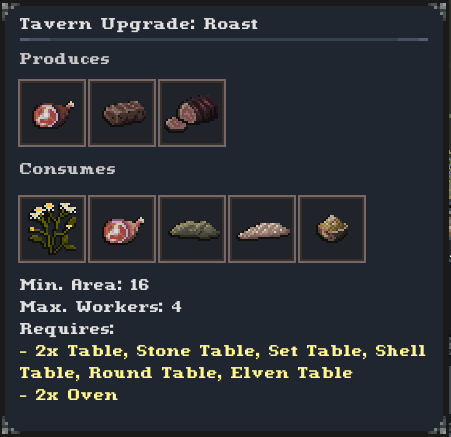 Tavern Upgrade: Roast
Produces
Consumes
Min. Area: 16
Max. Workers: 4
Requires:
- 2x Table, Stone Table, Set Table, Shell
Table, Round Table, Elven Table
- 2x Oven